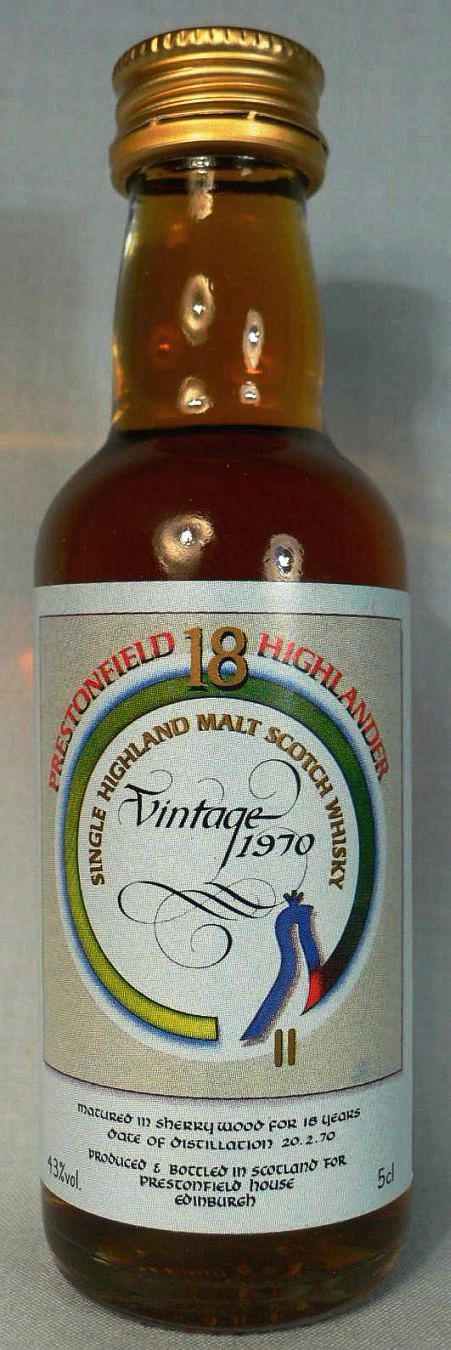 PRESTONFIELD 18 HIGHLANDER
SINGLE HIGHLAND MALT SCOTCH WHISKY
Vintage
1970
II
matured in sherry wood for 18 years
date of distillation 20.2.70
produced & bottled in scotland for
prestonfield house
edinburgh
43%vol.
5cl